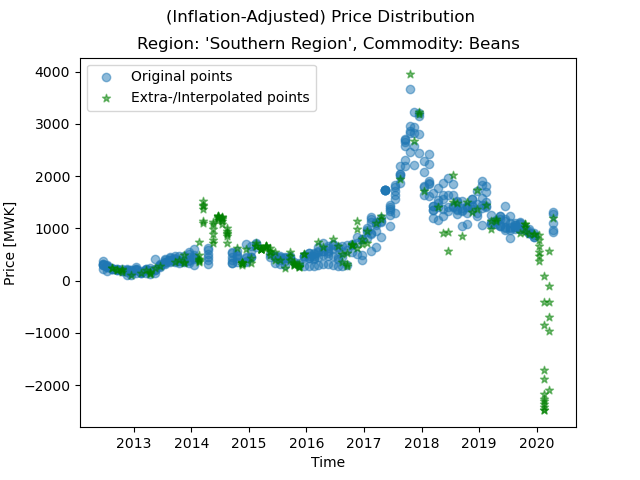 (Inflation-Adjusted) Price Distribution
Region: 'Southern Region', Commodity: Beans
Original points
Extra-/Interpolated points
Price [MWK]
4000
3000
2000
1000
0
−1000
−2000
2013 2014 2015 2016 2017 2018 2019 2020
Time